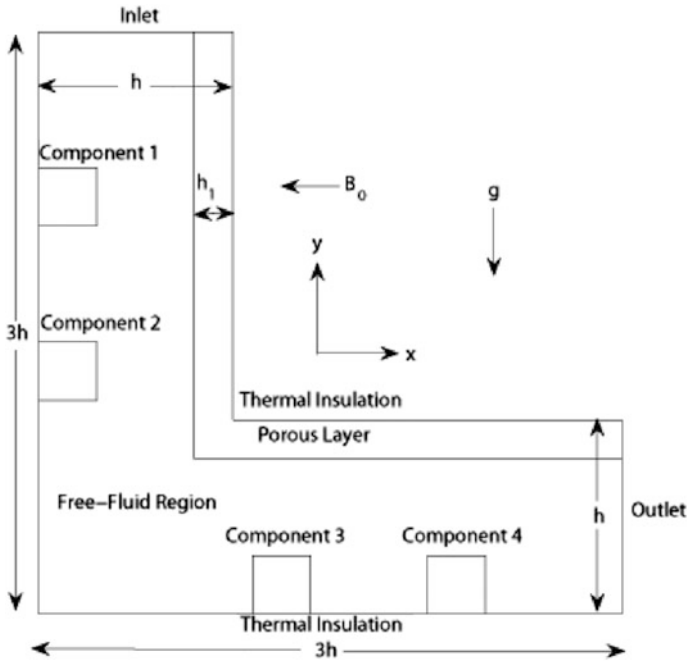 Inlet
h
Component 1
h1
B0
g
y
Component 2
3h
x
Thermal Insulation
Porous Layer
Free-Fluid Region
h
Outlet
Component 3
Component 4
Thermal Insulation
3h